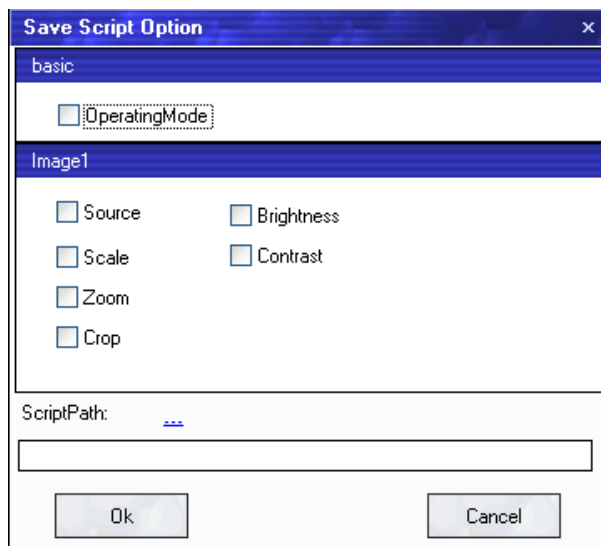 Save Script Option
basic
OperatingMode
Image1
Source
Brightness
Scale
Contrast
Zoom
Crop
ScriptPath: ...
Ok
Cancel